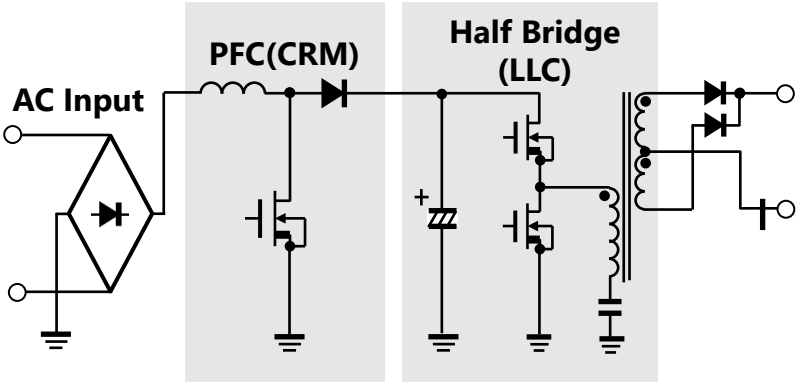 PFC(CRM)
Half Bridge
(LLC)
AC Input
+